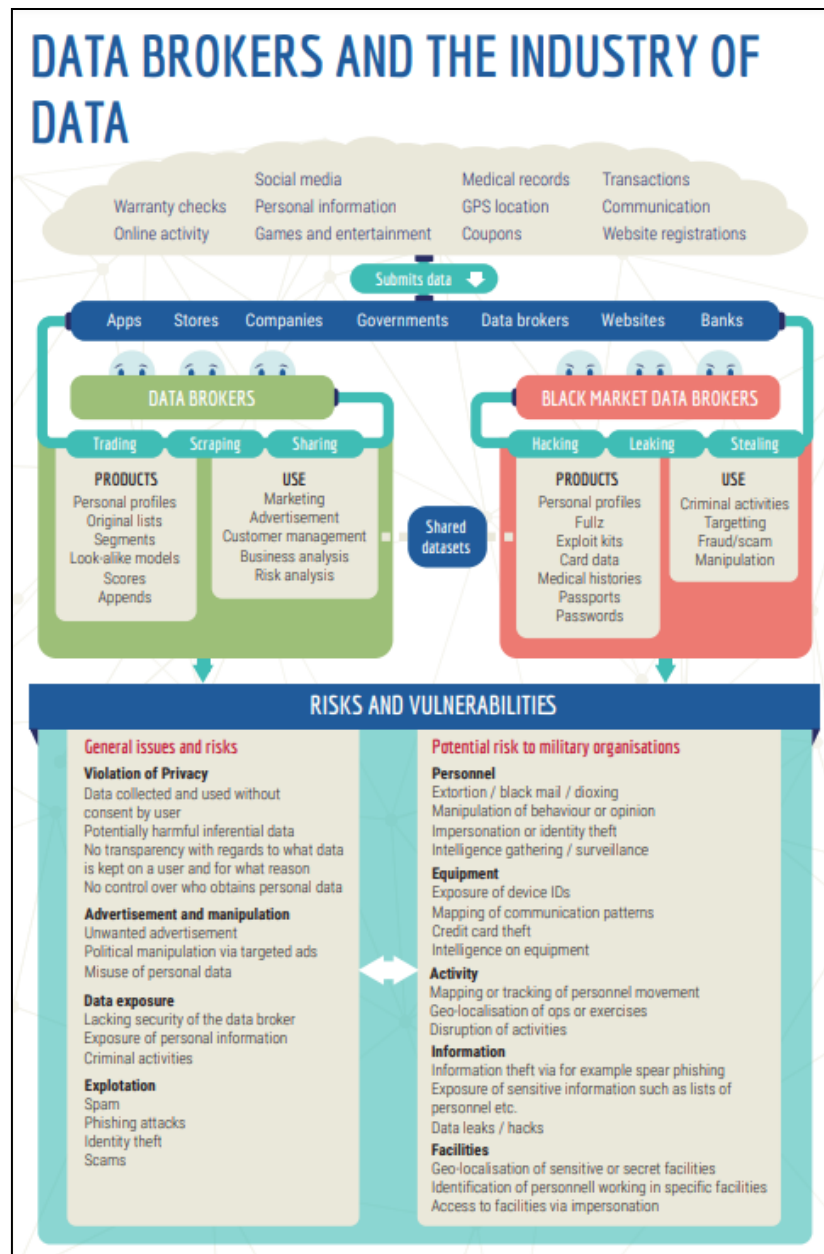 DATA BROKERS AND THE INDUSTRY OF
DATA
Social media
Medical records
Transactions
Warranty checks
Personal information
GPS location
Communication
Online activity
Games and entertainment
Coupons
Website registrations
Submits data
Apps
Stores
Companies
Governments
Data brokers
Websites
Banks
DATA BROKERS
Trading
Scraping
Sharing
PRODUCTS
Personal profiles
Original lists
Segments
Look-alike models
Scores
Appends
USE
Marketing
Advertisement
Customer management
Business analysis
Risk analysis
Shared
datasets
BLACK MARKET DATA BROKERS
Hacking
Leaking
Stealing
PRODUCTS
Personal profiles
Fullz
Exploit kits
Card data
Medical histories
Passports
Passwords
USE
Criminal activities
Targetting
Fraud/scam
Manipulation
RISKS AND VULNERABILITIES
General issues and risks
Violation of Privacy
Data collected and used without
consent by user
Potentially harmful inferential data
No transparency with regards to what data
is kept on a user and for what reason
No control over who obtains personal data
Advertisement and manipulation
Unwanted advertisement
Political manipulation via targeted ads
Misuse of personal data
Data exposure
Lacking security of the data broker
Exposure of personal information
Criminal activities
Explotation
Spam
Phishing attacks
Identity theft
Scams
Potential risk to military organisations
Personnel
Extortion / black mail / dioxing
Manipulation of behaviour or opinion
Impersonation or identity theft
Intelligence gathering / surveillance
Equipment
Exposure of device IDs
Mapping of communication patterns
Credit card theft
Intelligence on equipment
Activity
Mapping or tracking of personnel movement
Geo-localisation of ops or exercises
Disruption of activities
Information
Information theft via for example spear phishing
Exposure of sensitive information such as lists of
personnel etc.
Data leaks / hacks
Facilities
Geo-localisation of sensitive or secret facilities
Identification of personnell working in specific facilities
Access to facilities via impersonation